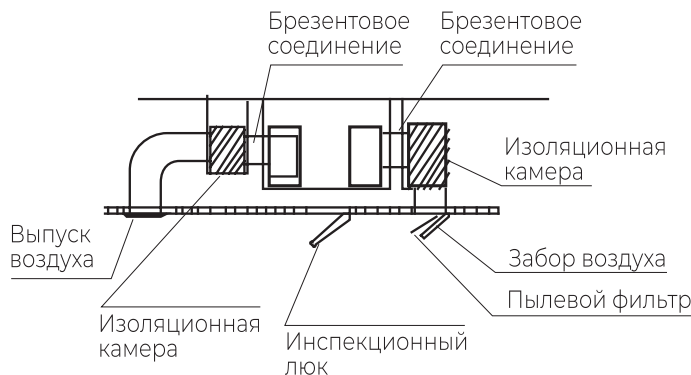 Брезентовое
соединение
Брезентовое
соединение
Изоляционная
камера
Выпуск
воздуха
Забор воздуха
Пылевой фильтр
Изоляционная
камера
Инспекционный
люк